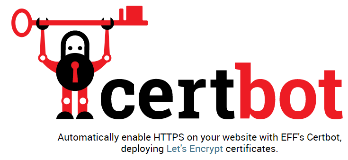 certbot
Automatically enable HTTPS on your website with EFF's Certbot,
deploying Let's Encrypt certificates.